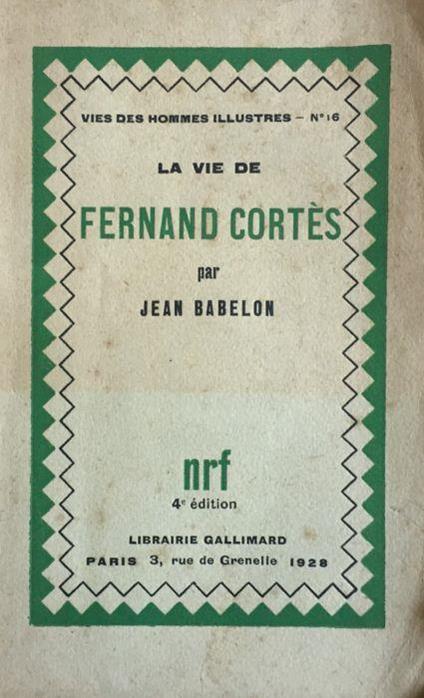 VIES DES HOMMES ILLUSTRES – N° 16
LA VIE DE
FERNAND CORTÈS
par
JEAN BABELON
nrf
4e édition
LIBRAIRIE GALLIMARD
PARIS 3, rue de Grenelle 1928